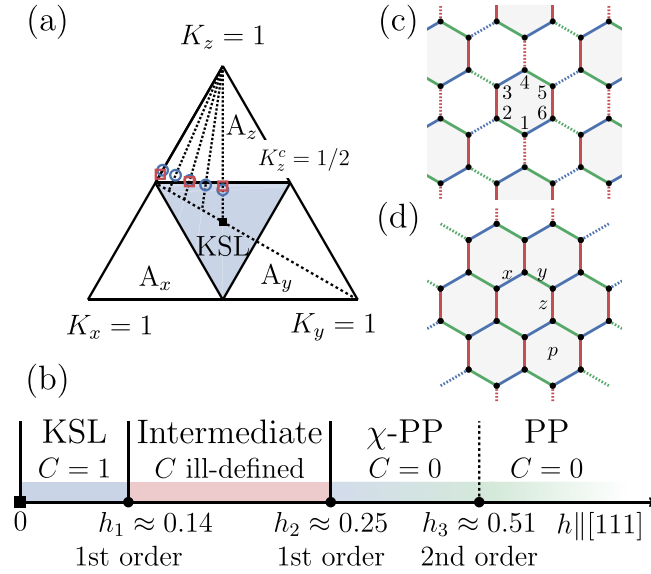 (a)
K_z = 1
A_z
K_z^c = 1/2
KSL
A_x
A_y
K_x = 1
K_y = 1
(c)
3 4 5
2 1 6
(d)
x y
z
p
(b)
KSL Intermediate χ-PP PP
C = 1 C ill-defined C = 0 C = 0
0 h_1 ≈ 0.14 h_2 ≈ 0.25 h_3 ≈ 0.51 h∥[111]
1st order 1st order 2nd order